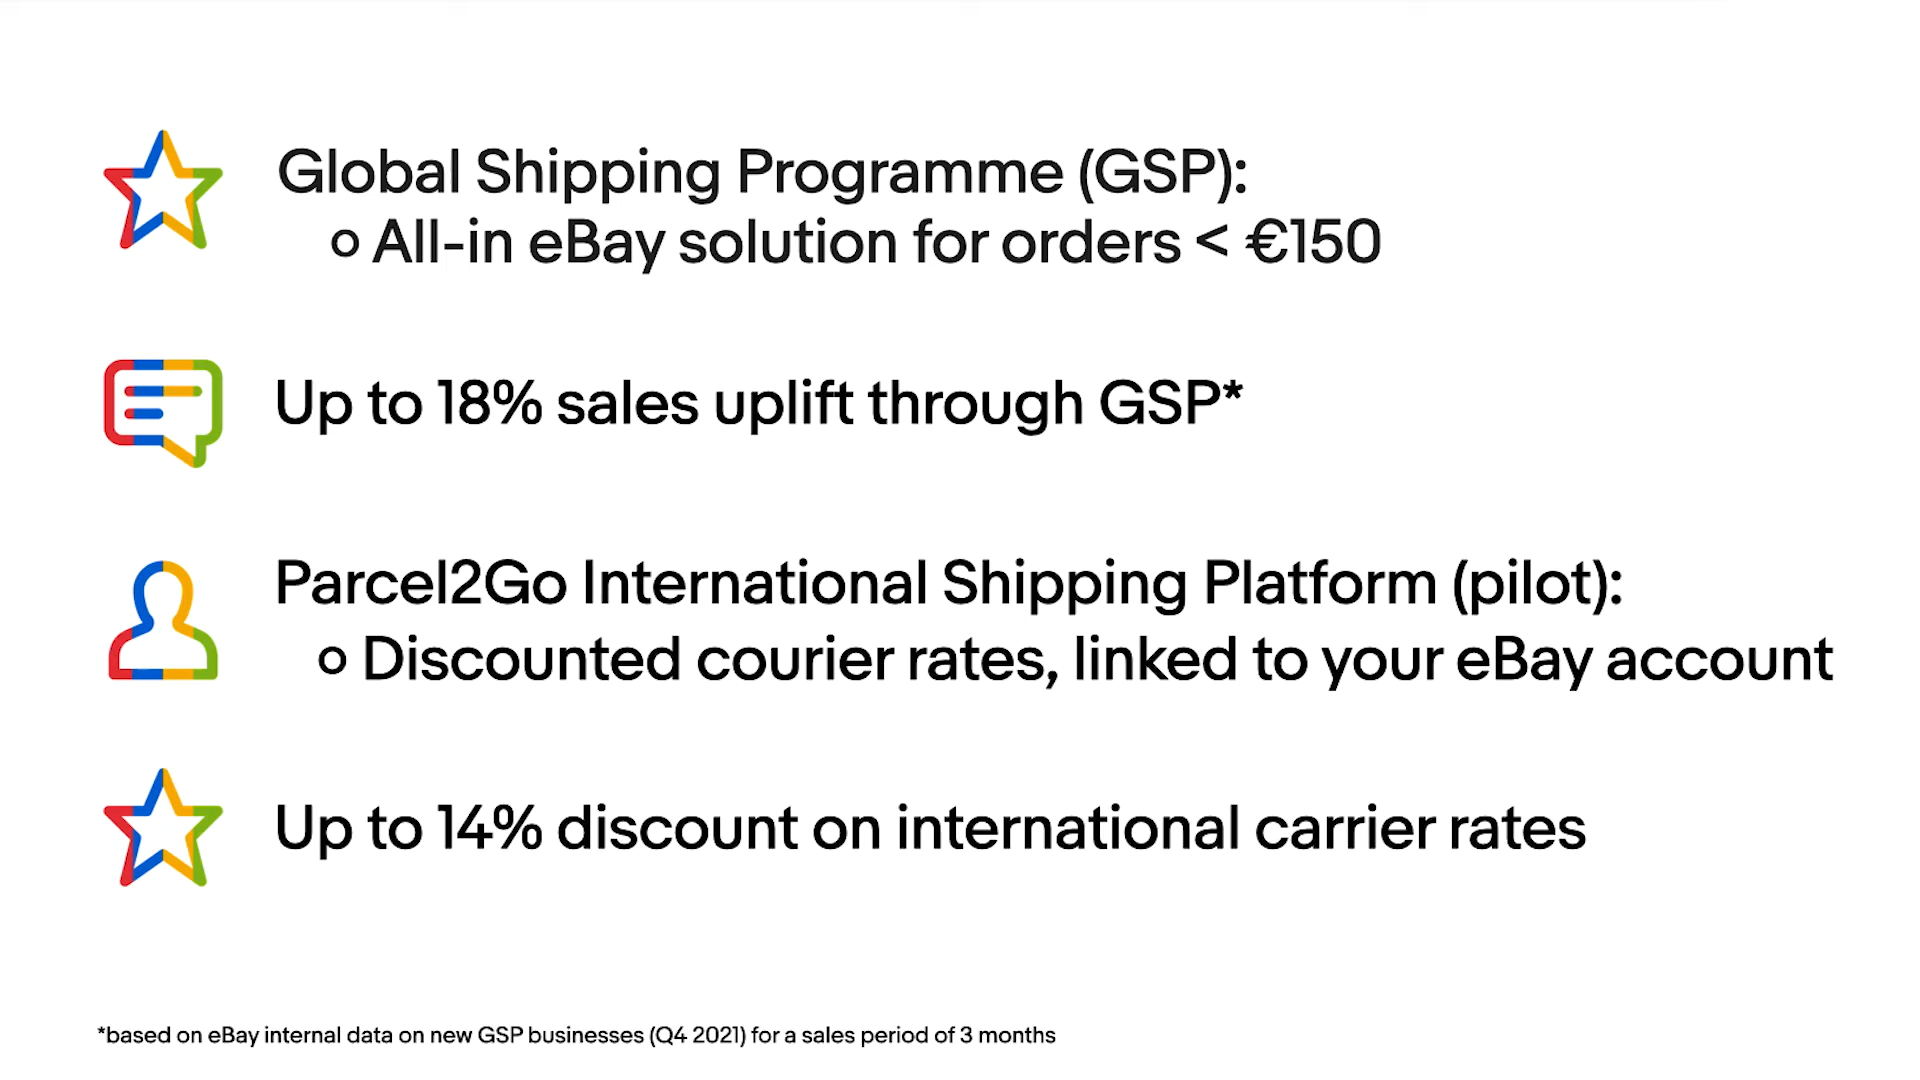 Global Shipping Programme (GSP):
o All-in eBay solution for orders < €150
Up to 18% sales uplift through GSP*
Parcel2Go International Shipping Platform (pilot):
o Discounted courier rates, linked to your eBay account
Up to 14% discount on international carrier rates
*based on eBay internal data on new GSP businesses (Q4 2021) for a sales period of 3 months